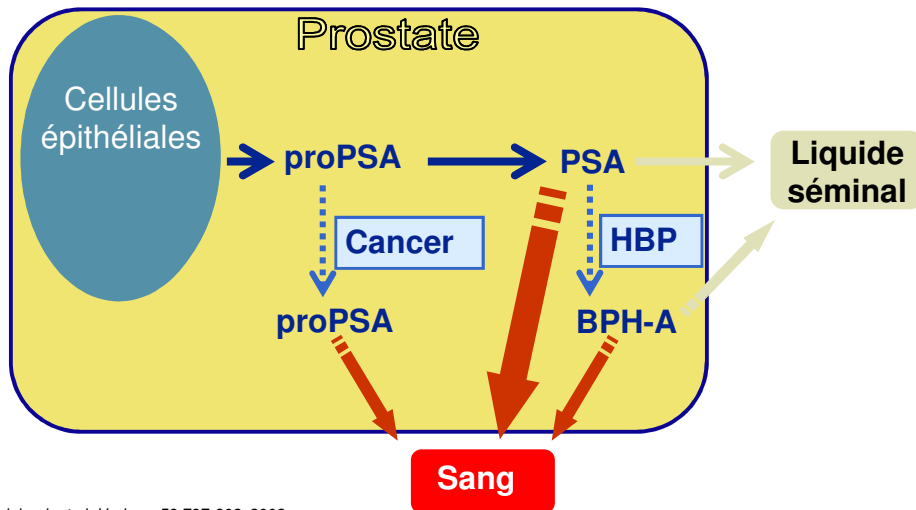 Prostate
Cellules
épithéliales
proPSA
PSA
Liquide
séminal
Cancer
HBP
proPSA
BPH-A
Sang